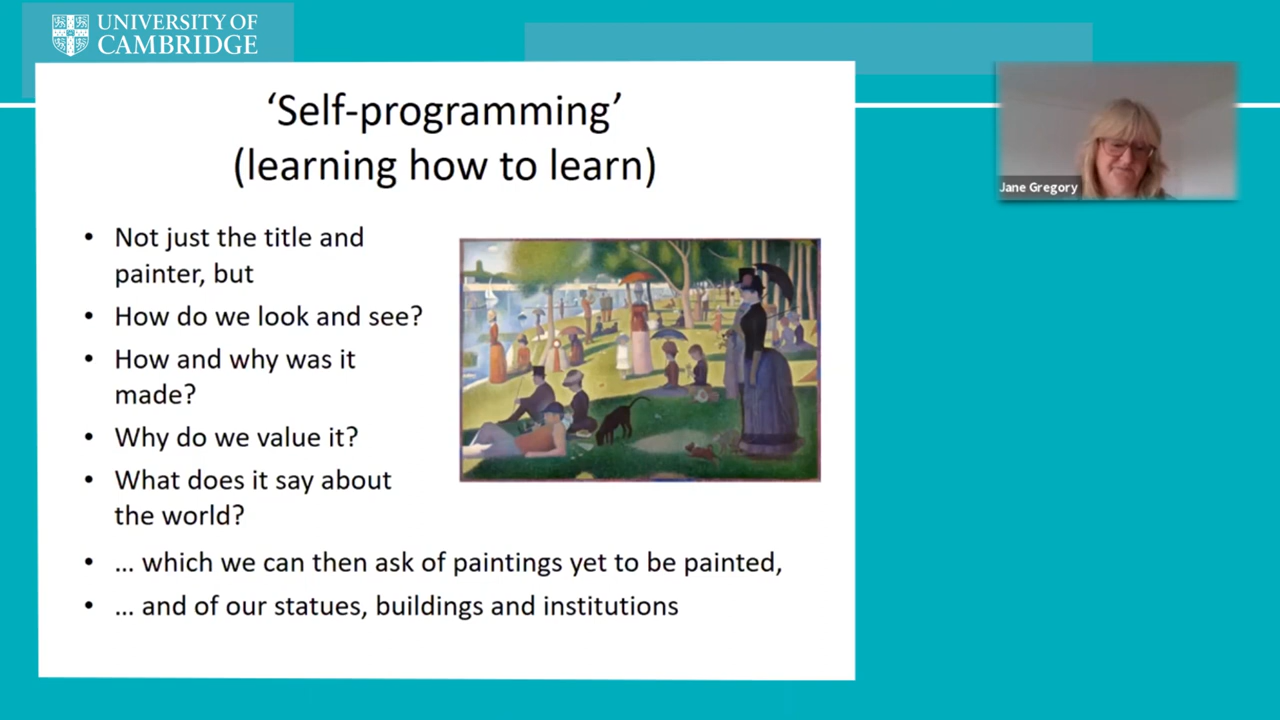 UNIVERSITY OF
CAMBRIDGE
‘Self-programming’
(learning how to learn)
• Not just the title and
painter, but
• How do we look and see?
• How and why was it
made?
• Why do we value it?
• What does it say about
the world?
• … which we can then ask of paintings yet to be painted,
• … and of our statues, buildings and institutions
Jane Gregory